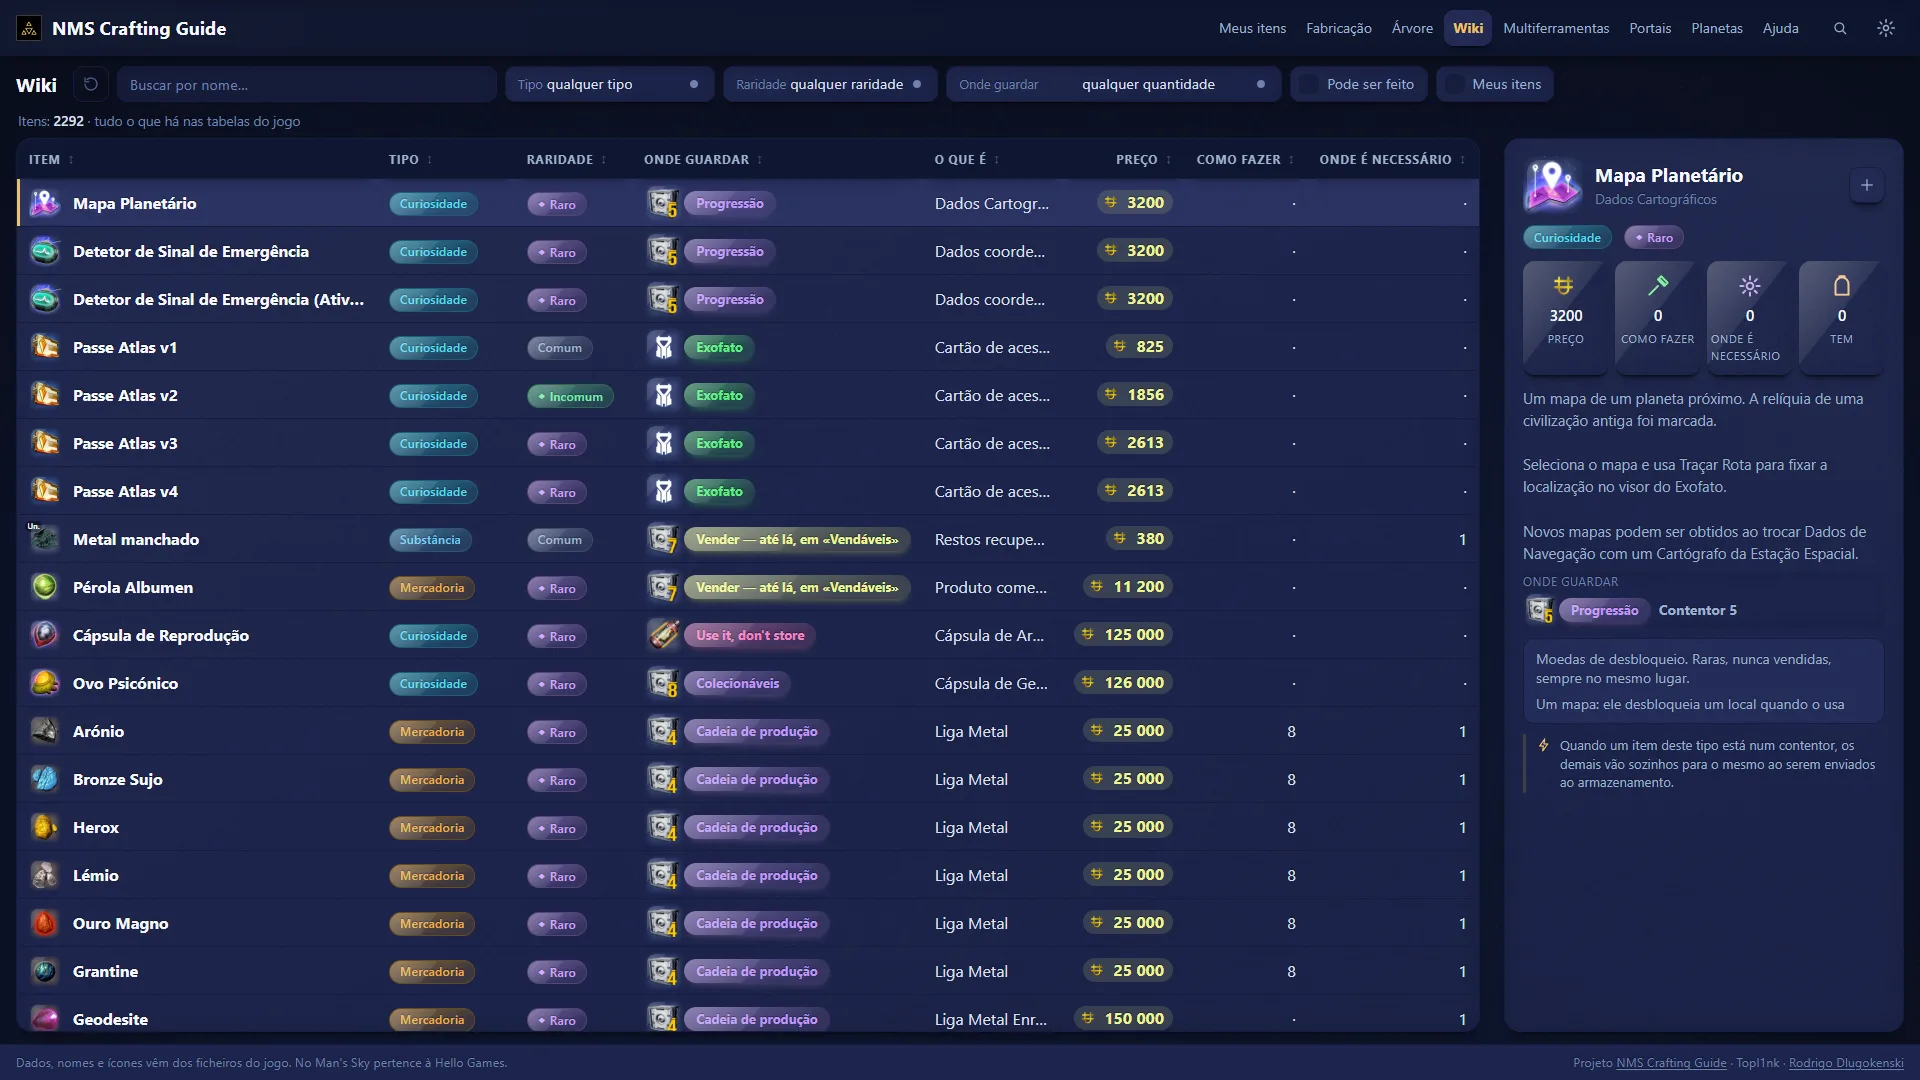 NMS Crafting Guide
Meus itens Fabricação Árvore Wiki Multiferramentas Portais Planetas Ajuda
Wiki Buscar por nome... Tipo qualquer tipo Raridade qualquer raridade Onde guardar qualquer quantidade Pode ser feito Meus itens
Itens: 2292 · tudo o que há nas tabelas do jogo
ITEM TIPO RARIDADE ONDE GUARDAR O QUE É PREÇO COMO FAZER ONDE É NECESSÁRIO
Mapa Planetário Curiosidade Raro 5 Progressão Dados Cartogr... 3200 · ·
Detetor de Sinal de Emergência Curiosidade Raro 5 Progressão Dados coorde... 3200 · ·
Detetor de Sinal de Emergência (Ativ... Curiosidade Raro 5 Progressão Dados coorde... 3200 · ·
Passe Atlas v1 Curiosidade Comum Exofato Cartão de aces... 825 · ·
Passe Atlas v2 Curiosidade Incomum Exofato Cartão de aces... 1856 · ·
Passe Atlas v3 Curiosidade Raro Exofato Cartão de aces... 2613 · ·
Passe Atlas v4 Curiosidade Raro Exofato Cartão de aces... 2613 · ·
Un. Metal manchado Substância Comum 7 Vender — até lá, em «Vendáveis» Restos recupe... 380 · 1
Pérola Albumen Mercadoria Raro 7 Vender — até lá, em «Vendáveis» Produto come... 11 200 · ·
Cápsula de Reprodução Curiosidade Raro Use it, don't store Cápsula de Ar... 125 000 · ·
Ovo Psicónico Curiosidade Raro 8 Colecionáveis Cápsula de Ge... 126 000 · ·
Arónio Mercadoria Raro 4 Cadeia de produção Liga Metal 25 000 8 1
Bronze Sujo Mercadoria Raro 4 Cadeia de produção Liga Metal 25 000 8 1
Herox Mercadoria Raro 4 Cadeia de produção Liga Metal 25 000 8 1
Lémio Mercadoria Raro 4 Cadeia de produção Liga Metal 25 000 8 1
Ouro Magno Mercadoria Raro 4 Cadeia de produção Liga Metal 25 000 8 1
Grantine Mercadoria Raro 4 Cadeia de produção Liga Metal 25 000 8 1
Geodesite Mercadoria Raro 4 Cadeia de produção Liga Metal Enr... 150 000 · 1
Mapa Planetário
Dados Cartográficos
+
Curiosidade Raro
3200 0 0 0
PREÇO COMO FAZER ONDE É NECESSÁRIO TEM
Um mapa de um planeta próximo. A relíquia de uma
civilização antiga foi marcada.
Seleciona o mapa e usa Traçar Rota para fixar a
localização no visor do Exofato.
Novos mapas podem ser obtidos ao trocar Dados de
Navegação com um Cartógrafo da Estação Espacial.
ONDE GUARDAR
5 Progressão Contentor 5
Moedas de desbloqueio. Raras, nunca vendidas,
sempre no mesmo lugar.
Um mapa: ele desbloqueia um local quando o usa
Quando um item deste tipo está num contentor, os
demais vão sozinhos para o mesmo ao serem enviados
ao armazenamento.
Dados, nomes e ícones vêm dos ficheiros do jogo. No Man's Sky pertence à Hello Games.
Projeto NMS Crafting Guide · Topl1nk · Rodrigo Dlugokenski